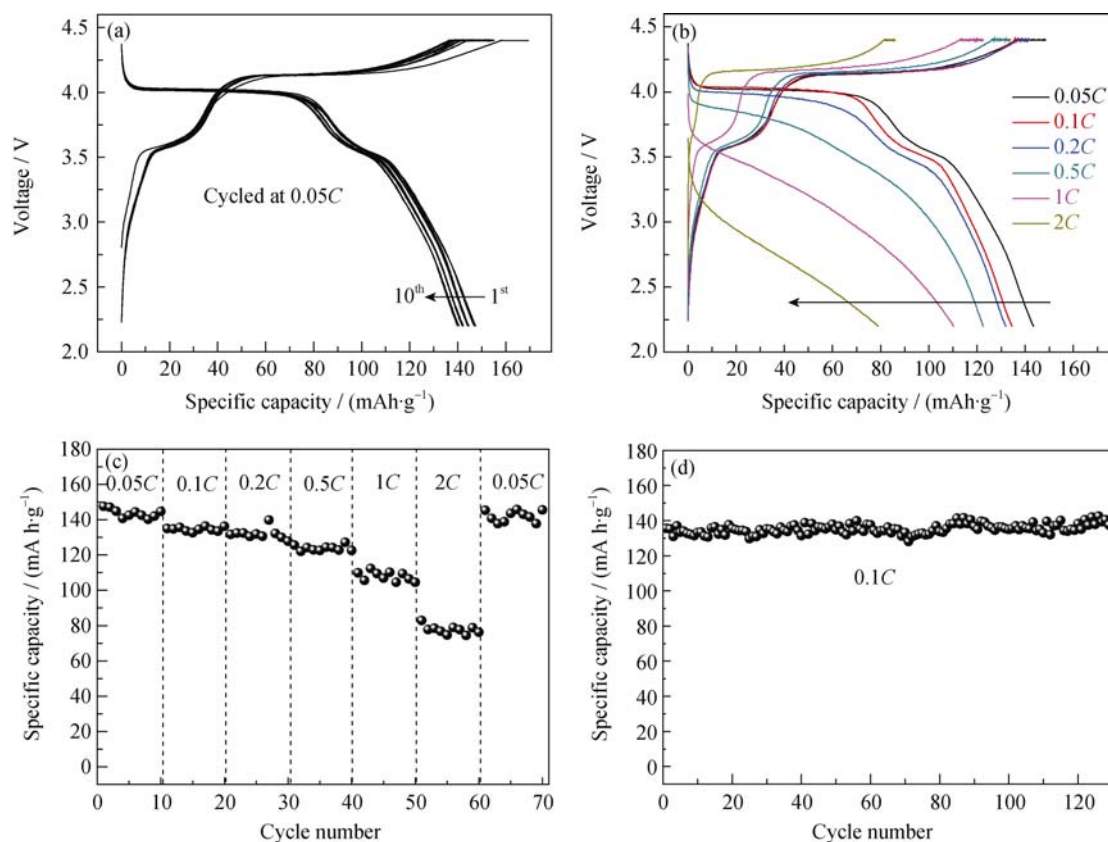 (a)
4.5
4.0
3.5
3.0
2.5
2.0
Voltage / V
Cycled at 0.05C
10th 1st
0 20 40 60 80 100 120 140 160
Specific capacity / (mAh·g⁻¹)
(b)
4.5
4.0
3.5
3.0
2.5
2.0
Voltage / V
0.05C
0.1C
0.2C
0.5C
1C
2C
0 20 40 60 80 100 120 140 160
Specific capacity / (mAh·g⁻¹)
(c)
180
160
140
120
100
80
60
40
20
0
Specific capacity / (mA h·g⁻¹)
0.05C 0.1C 0.2C 0.5C 1C 2C 0.05C
0 10 20 30 40 50 60 70
Cycle number
(d)
180
160
140
120
100
80
60
40
20
0
Specific capacity / (mA h·g⁻¹)
0.1C
0 20 40 60 80 100 120
Cycle number